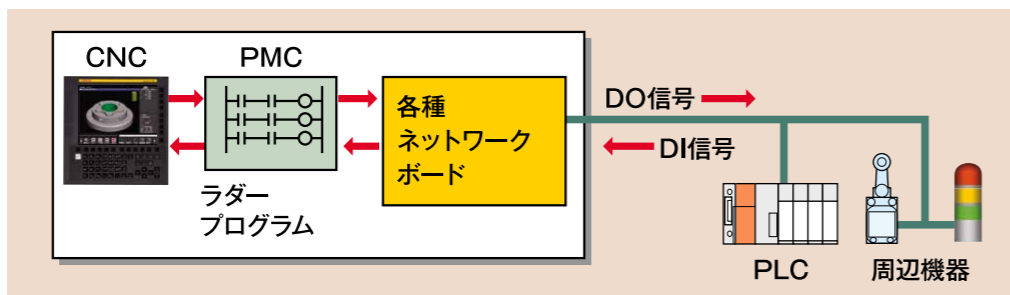 CNC
PMC
ラダー
プログラム
各種
ネットワーク
ボード
DO信号
DI信号
PLC
周辺機器